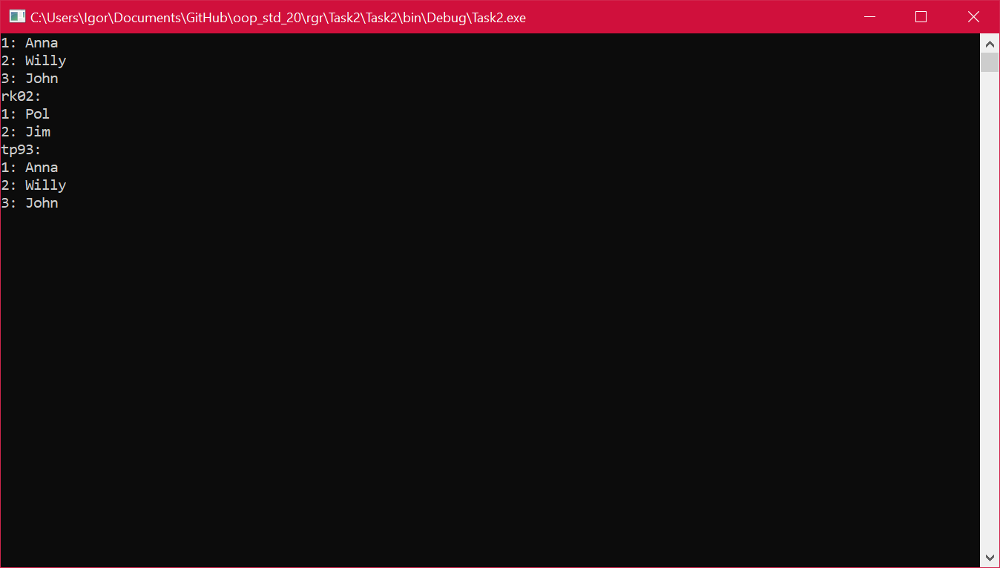 C:\Users\Igor\Documents\GitHub\oop_std_20\rgr\Task2\Task2\bin\Debug\Task2.exe
1: Anna
2: Willy
3: John
rk02:
1: Pol
2: Jim
tp93:
1: Anna
2: Willy
3: John